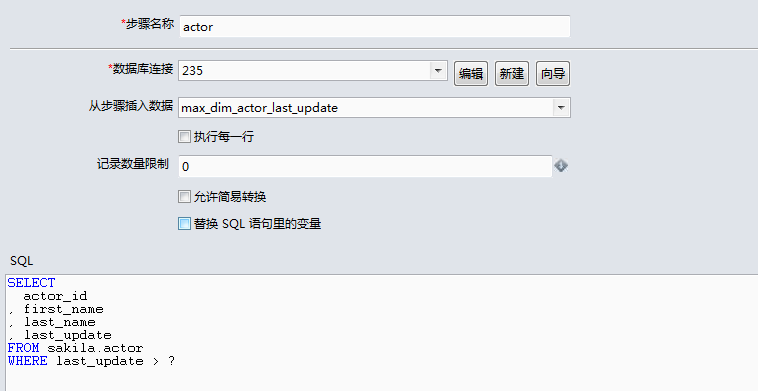 *步骤名称 actor
*数据库连接 235 编辑 新建 向导
从步骤插入数据 max_dim_actor_last_update
执行每一行
记录数量限制 0
允许简易转换
替换 SQL 语句里的变量
SQL
SELECT
actor_id
, first_name
, last_name
, last_update
FROM sakila.actor
WHERE last_update > ?